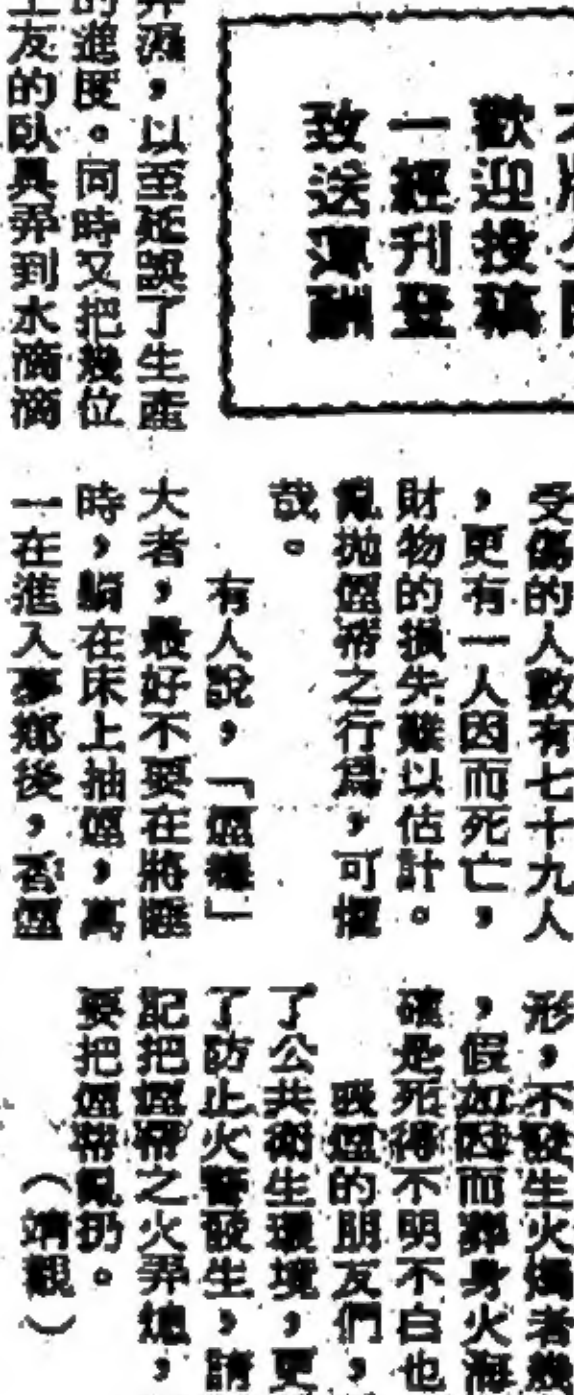 歡迎投稿
一經刊登
致送薄酬
弄濕，以至延誤了生產
的進度。同時又把幾位
工友的臥具弄到水滴滴
受傷的人數有七十九人
，更有一人因而死亡，
財物的損失難以估計。
亂拋煙蒂之行爲，可懼
哉。
有人說，「煙癮」
大者，最好不要在將睡
時，躺在床上抽煙，萬
一在進入夢鄉後，香煙
形，不發生火燭者幾
，假如因而葬身火海
確是死得不明不白也
吸煙的朋友們，
了公共衛生環境，更
了防止火警發生，請
記把煙蒂之火弄熄，
要把煙蒂亂扔。
（靖觀）